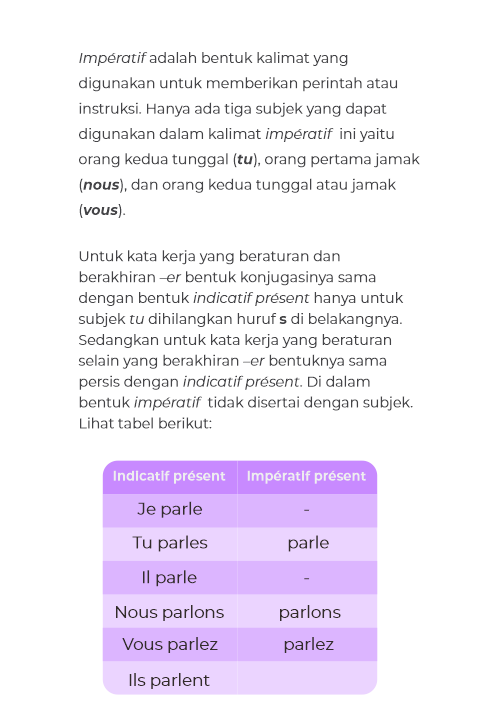 Impératif adalah bentuk kalimat yang
digunakan untuk memberikan perintah atau
instruksi. Hanya ada tiga subjek yang dapat
digunakan dalam kalimat impératif ini yaitu
orang kedua tunggal (tu), orang pertama jamak
(nous), dan orang kedua tunggal atau jamak
(vous).
Untuk kata kerja yang beraturan dan
berakhiran –er bentuk konjugasinya sama
dengan bentuk indicatif présent hanya untuk
subjek tu dihilangkan huruf s di belakangnya.
Sedangkan untuk kata kerja yang beraturan
selain yang berakhiran –er bentuknya sama
persis dengan indicatif présent. Di dalam
bentuk impératif tidak disertai dengan subjek.
Lihat tabel berikut:
Indicatif présent Impératif présent
Je parle -
Tu parles parle
Il parle -
Nous parlons parlons
Vous parlez parlez
Ils parlent